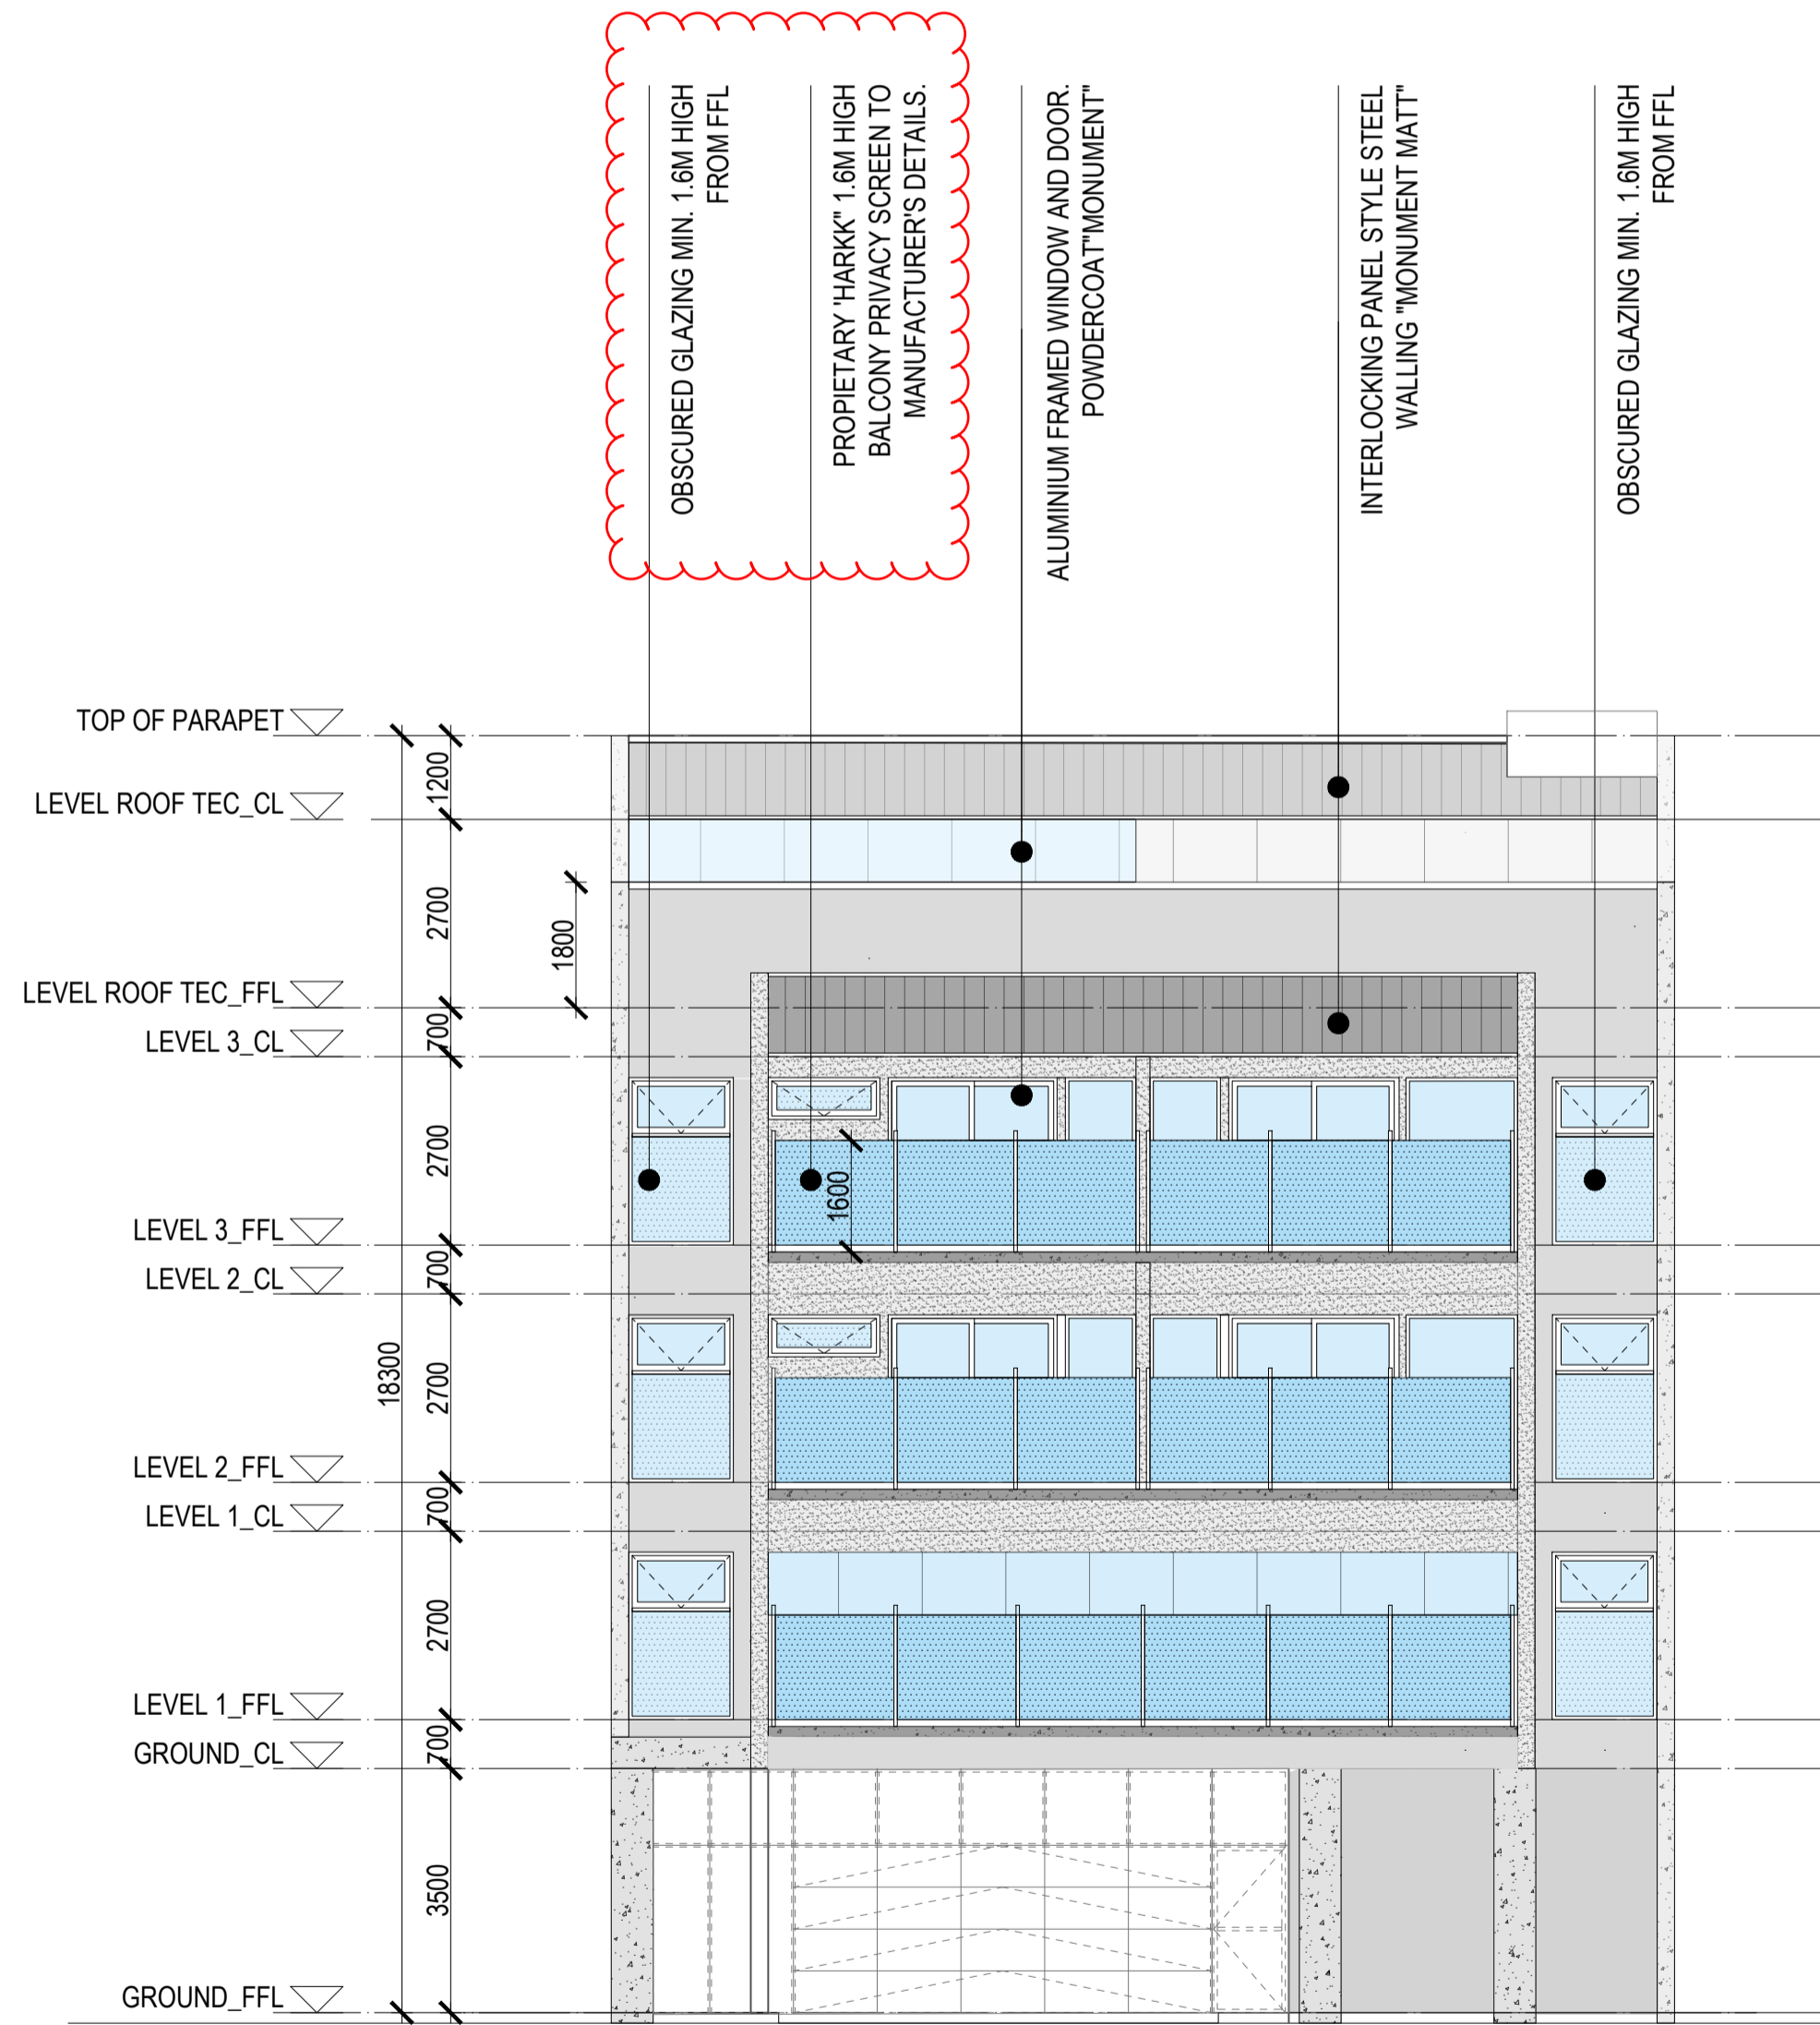 OBSCURED GLAZING MIN. 1.6M HIGH
FROM FFL
PROPIETARY 'HARKK" 1.6M HIGH
BALCONY PRIVACY SCREEN TO
MANUFACTURER'S DETAILS.
ALUMINIUM FRAMED WINDOW AND DOOR.
POWDERCOAT"MONUMENT"
INTERLOCKING PANEL STYLE STEEL
WALLING "MONUMENT MATT"
OBSCURED GLAZING MIN. 1.6M HIGH
FROM FFL
TOP OF PARAPET
1200
LEVEL ROOF TEC_CL
2700
1800
LEVEL ROOF TEC_FFL
700
LEVEL 3_CL
2700
1600
LEVEL 3_FFL
700
LEVEL 2_CL
18300
2700
LEVEL 2_FFL
700
LEVEL 1_CL
2700
LEVEL 1_FFL
700
GROUND_CL
3500
GROUND_FFL